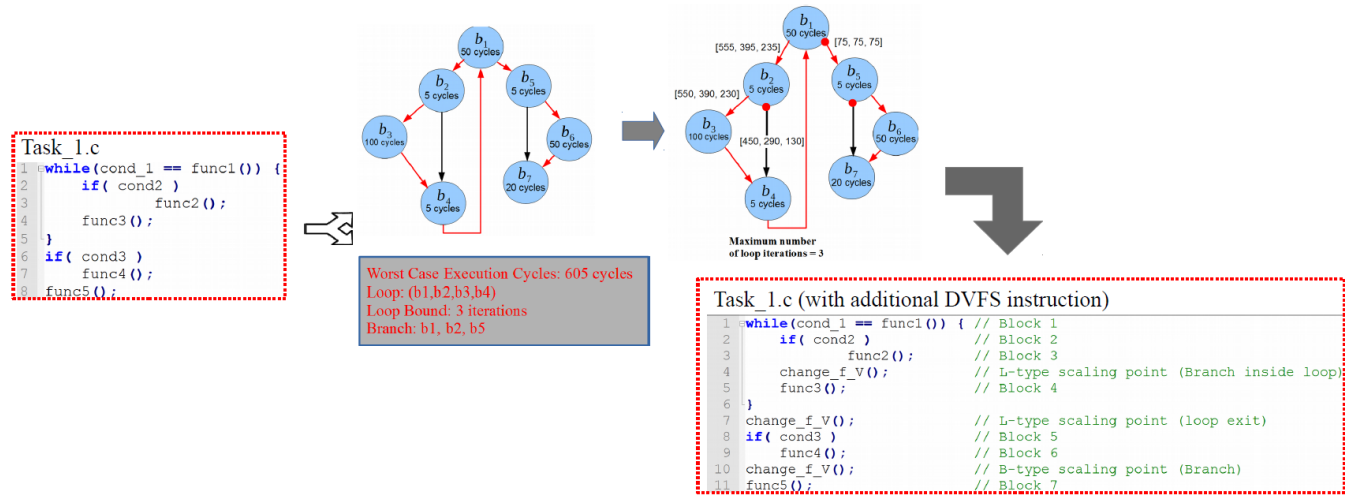 Task_1.c
1 while(cond_1 == func1()) {
2 if( cond2 )
3 func2();
4 func3();
5 }
6 if( cond3 )
7 func4();
8 func5();
b1
50 cycles
b2
5 cycles
b5
5 cycles
b3
100 cycles
b6
50 cycles
b4
5 cycles
b7
20 cycles
Worst Case Execution Cycles: 605 cycles
Loop: (b1,b2,b3,b4)
Loop Bound: 3 iterations
Branch: b1, b2, b5
b1
50 cycles
[555, 395, 235]
[75, 75, 75]
b2
5 cycles
b5
5 cycles
[550, 390, 230]
b3
100 cycles
b6
50 cycles
[450, 290, 130]
b4
5 cycles
b7
20 cycles
Maximum number
of loop iterations = 3
Task_1.c (with additional DVFS instruction)
1 while(cond_1 == func1()) { // Block 1
2 if( cond2 ) // Block 2
3 func2(); // Block 3
4 change_f_V(); // L-type scaling point (Branch inside loop)
5 func3(); // Block 4
6 }
7 change_f_V(); // L-type scaling point (loop exit)
8 if( cond3 ) // Block 5
9 func4(); // Block 6
10 change_f_V(); // B-type scaling point (Branch)
11 func5(); // Block 7